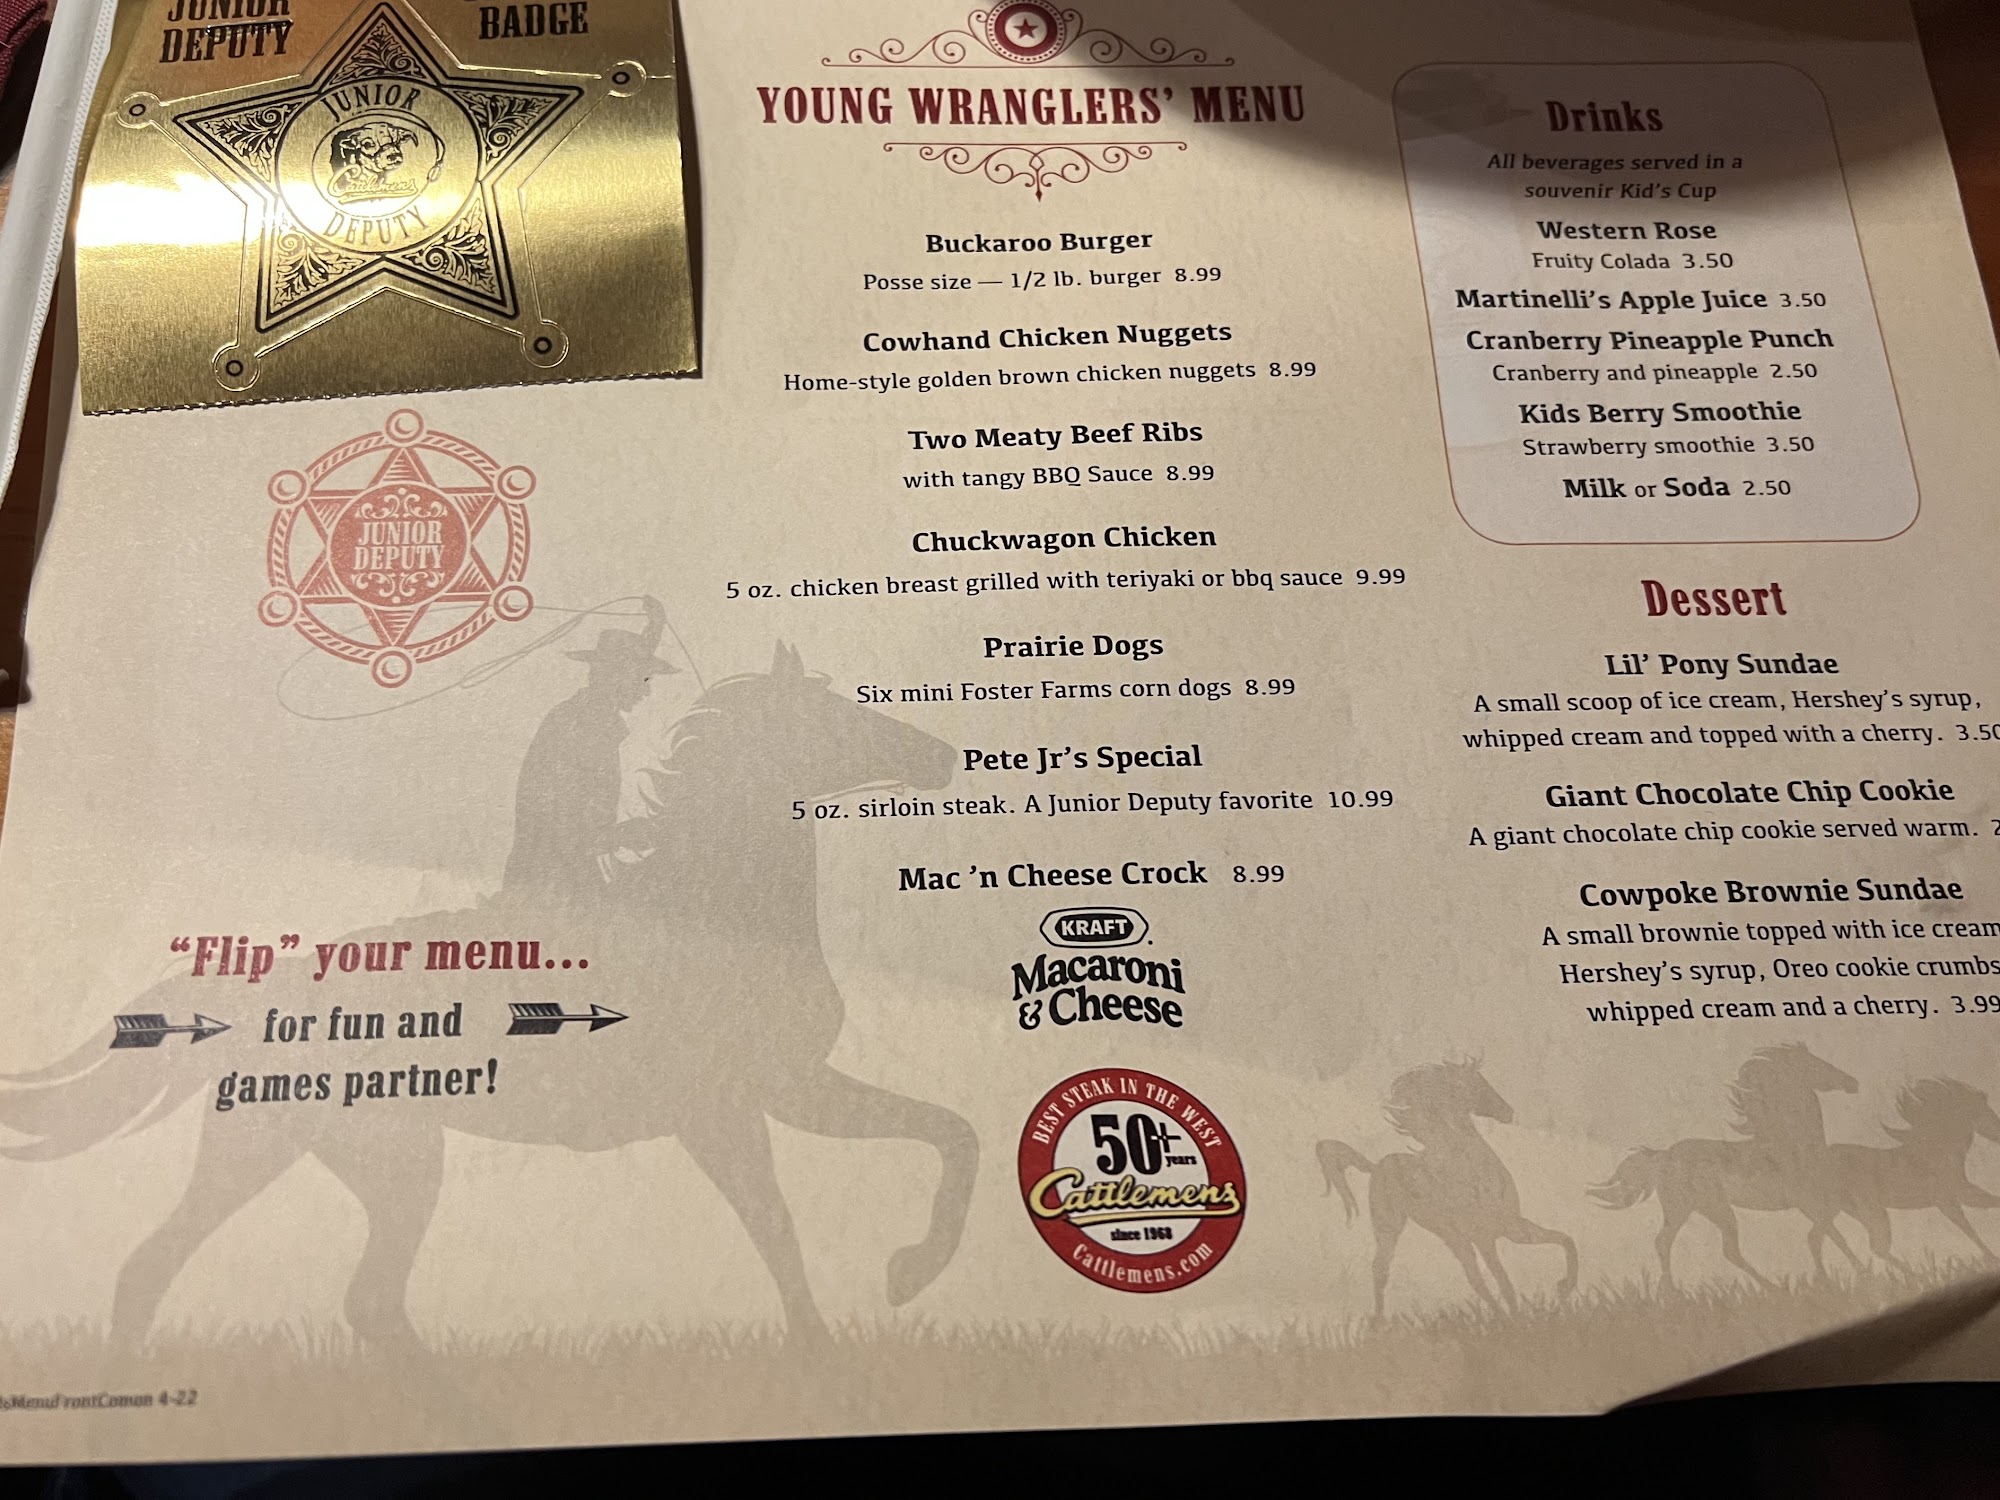 JUNIOR
DEPUTY
BADGE
JUNIOR
Cattlemens
DEPUTY
JUNIOR
DEPUTY
"Flip" your menu...
for fun and
games partner!
YOUNG WRANGLERS' MENU
Buckaroo Burger
Posse size — 1/2 lb. burger 8.99
Cowhand Chicken Nuggets
Home-style golden brown chicken nuggets 8.99
Two Meaty Beef Ribs
with tangy BBQ Sauce 8.99
Chuckwagon Chicken
5 oz. chicken breast grilled with teriyaki or bbq sauce 9.99
Prairie Dogs
Six mini Foster Farms corn dogs 8.99
Pete Jr's Special
5 oz. sirloin steak. A Junior Deputy favorite 10.99
Mac 'n Cheese Crock 8.99
KRAFT
Macaroni
& Cheese
BEST STEAK IN THE WEST
50+
years
Cattlemens
since 1968
Cattlemens.com
Drinks
All beverages served in a
souvenir Kid's Cup
Western Rose
Fruity Colada 3.50
Martinelli's Apple Juice 3.50
Cranberry Pineapple Punch
Cranberry and pineapple 2.50
Kids Berry Smoothie
Strawberry smoothie 3.50
Milk or Soda 2.50
Dessert
Lil' Pony Sundae
A small scoop of ice cream, Hershey's syrup,
whipped cream and topped with a cherry. 3.50
Giant Chocolate Chip Cookie
A giant chocolate chip cookie served warm.
Cowpoke Brownie Sundae
A small brownie topped with ice cream
Hershey's syrup, Oreo cookie crumbs
whipped cream and a cherry. 3.99
4-22